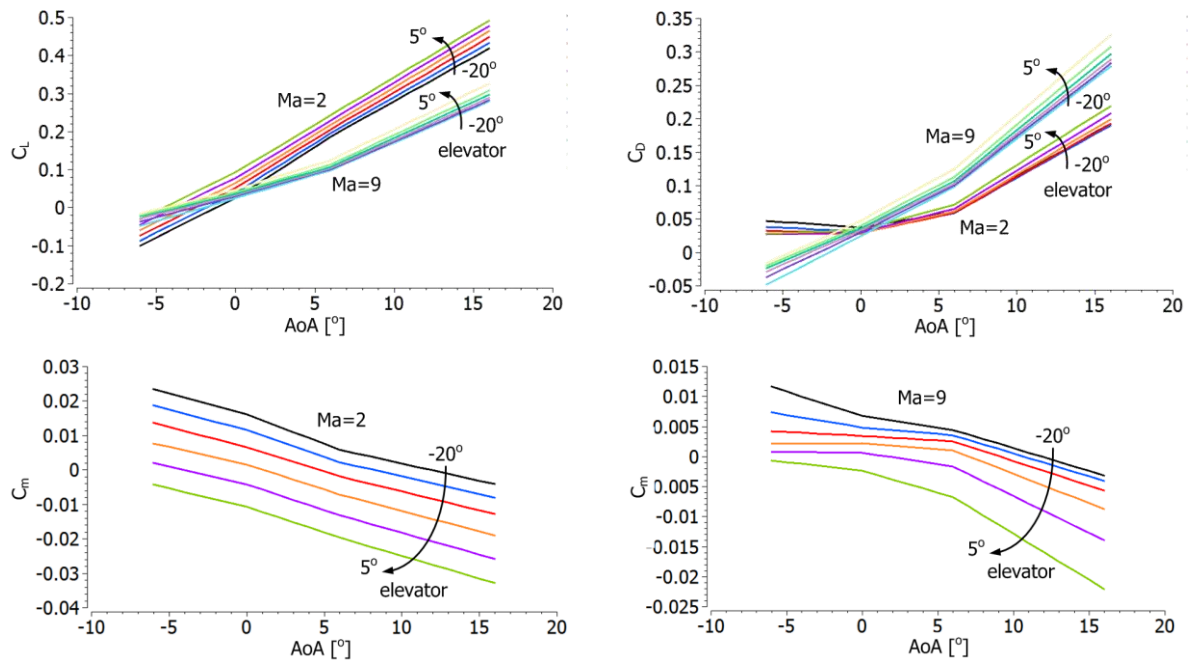 0.5
0.4
0.3
0.2
0.1
0
-0.1
-0.2
C_L
5°
-20°
Ma=2
5°
-20°
elevator
Ma=9
-10 -5 0 5 10 15 20
AoA [°]
0.35
0.3
0.25
0.2
0.15
0.1
0.05
0
0.05
C_D
5°
-20°
Ma=9
5°
-20°
elevator
Ma=2
-10 -5 0 5 10 15 20
AoA [°]
0.03
0.02
0.01
0
-0.01
-0.02
-0.03
-0.04
C_m
Ma=2
-20°
5°
elevator
-10 -5 0 5 10 15 20
AoA [°]
0.015
0.01
0.005
0
0.005
-0.01
-0.015
-0.02
-0.025
C_m
Ma=9
-20°
5°
elevator
-10 -5 0 5 10 15 20
AoA [°]